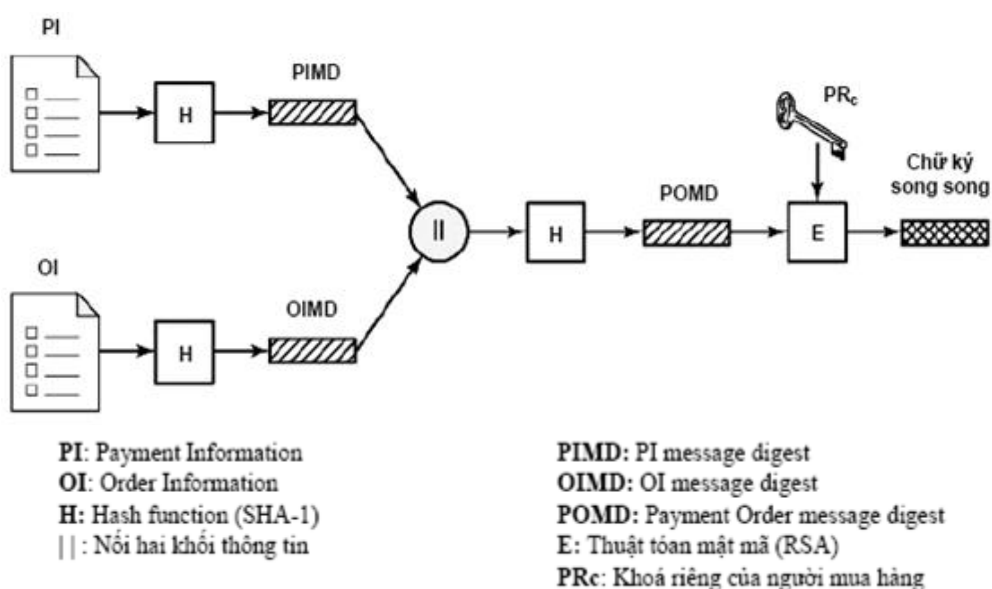 PI
H
PIMD
PRc
Chữ ký
song song
POMD
||
H
E
OI
H
OIMD
PI: Payment Information
OI: Order Information
H: Hash function (SHA-1)
| | : Nối hai khối thông tin
PIMD: PI message digest
OIMD: OI message digest
POMD: Payment Order message digest
E: Thuật tóan mật mã (RSA)
PRc: Khoá riêng của người mua hàng